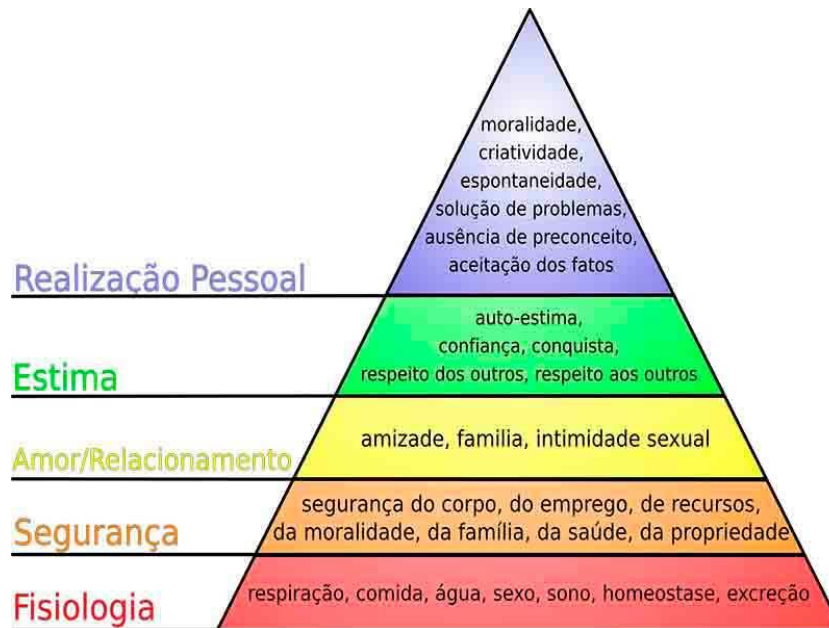 moralidade,
criatividade,
espontaneidade,
solução de problemas,
ausência de preconceito,
aceitação dos fatos
Realização Pessoal
auto-estima,
confiança, conquista,
respeito dos outros, respeito aos outros
Estima
amizade, familia, intimidade sexual
Amor/Relacionamento
segurança do corpo, do emprego, de recursos,
da moralidade, da família, da saúde, da propriedade
Segurança
respiração, comida, água, sexo, sono, homeostase, excreção
Fisiologia